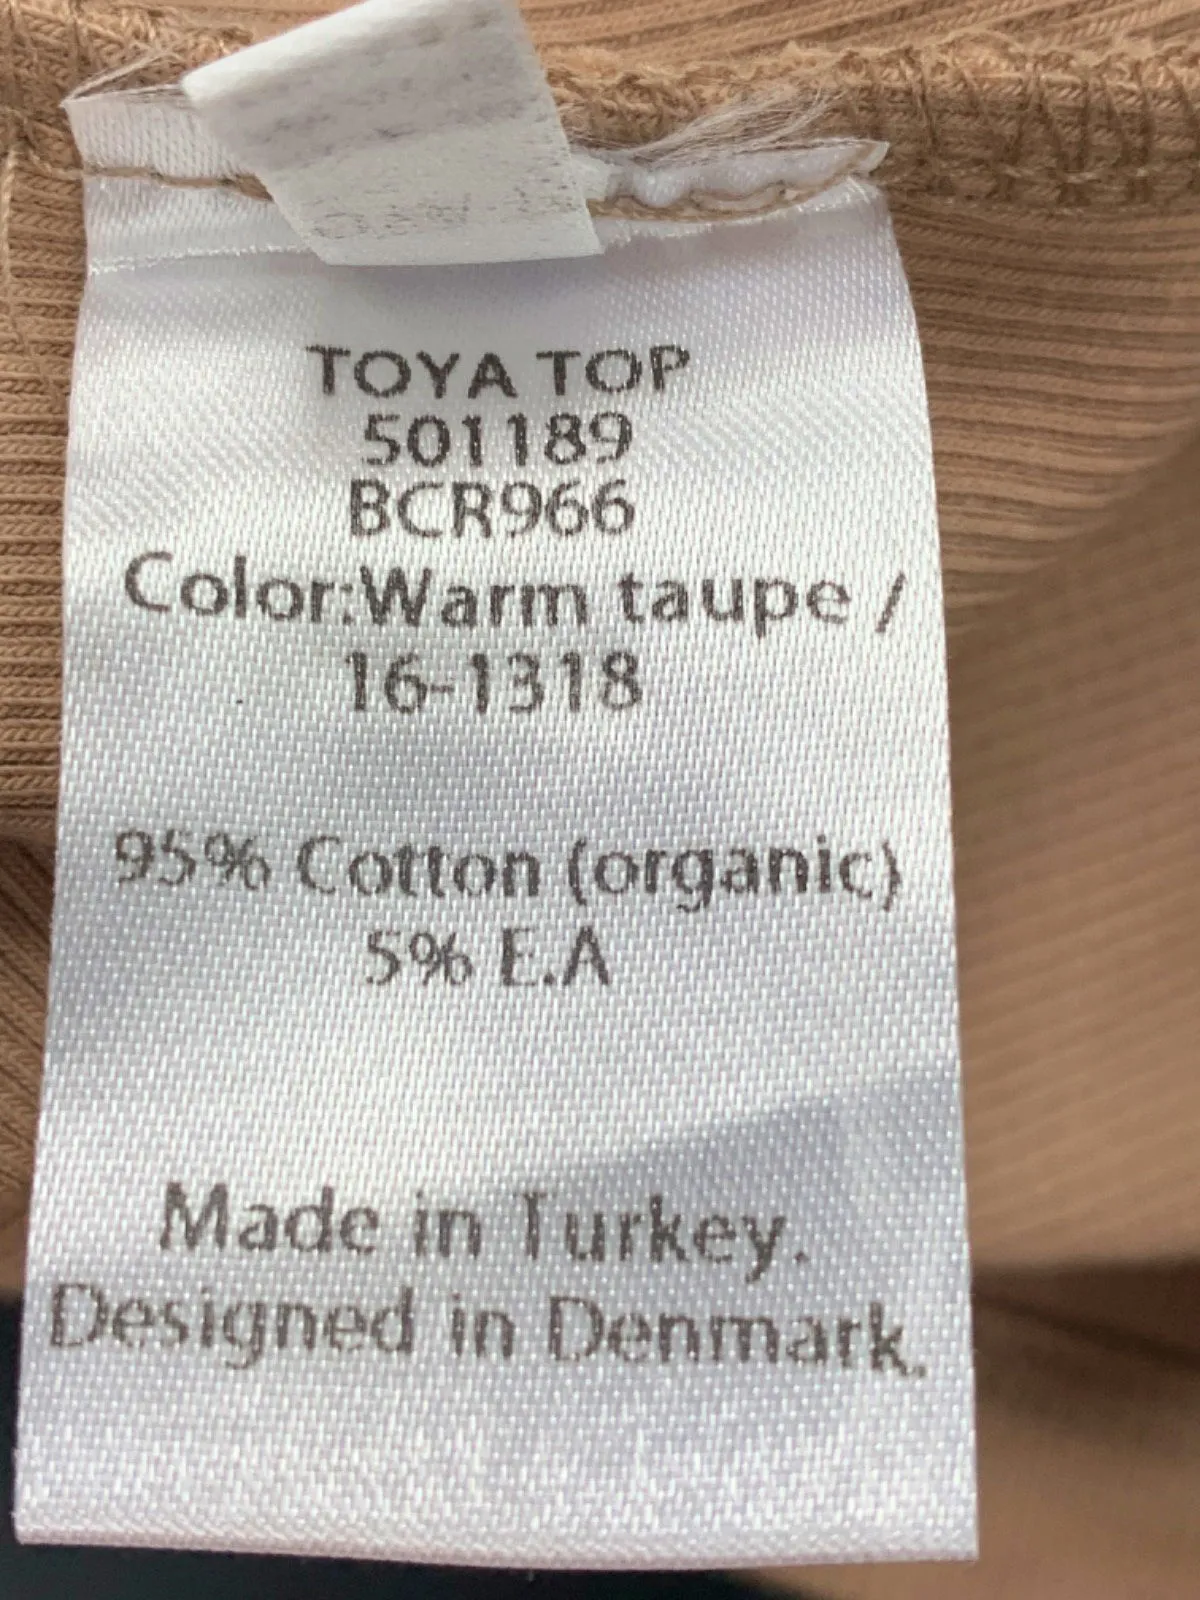 TOYA TOP
501189
BCR966
Color:Warm taupe /
16-1318
95% Cotton (organic)
5% E.A
Made in Turkey.
Designed in Denmark.